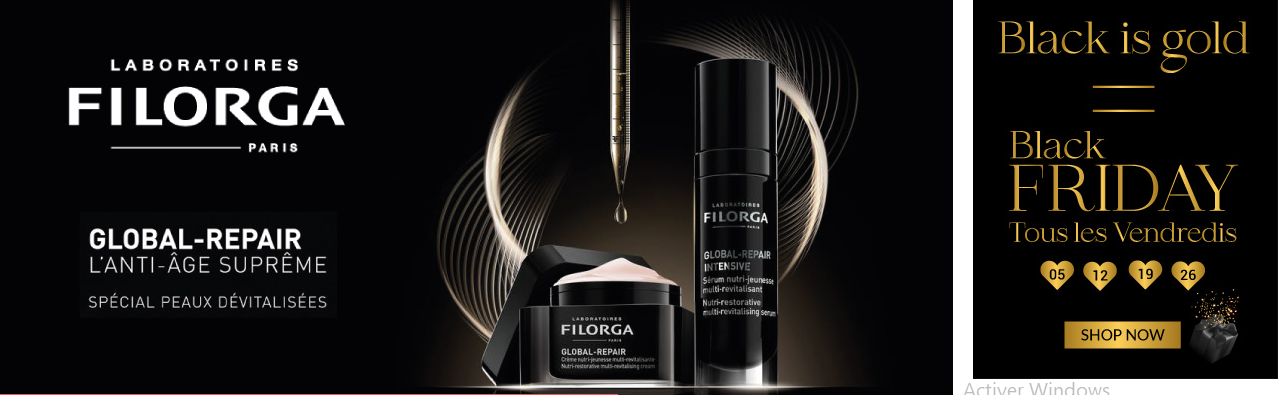 LABORATOIRES
FILORGA
PARIS
GLOBAL-REPAIR
L'ANTI-ÂGE SUPRÊME
SPÉCIAL PEAUX DÉVITALISÉES
LABORATOIRES
FILORGA
PARIS
GLOBAL-REPAIR
Crème nutri-jeunesse multi-revitalisante
Nutri-restorative multi-revitalising cream
LABORATOIRES
FILORGA
PARIS
GLOBAL-REPAIR
INTENSIVE
Sérum nutri-jeunesse
multi-revitalisant
Nutri-restorative
multi-revitalising serum
Black is gold
Black
FRIDAY
Tous les Vendredis
05 12 19 26
SHOP NOW
Activer Windows